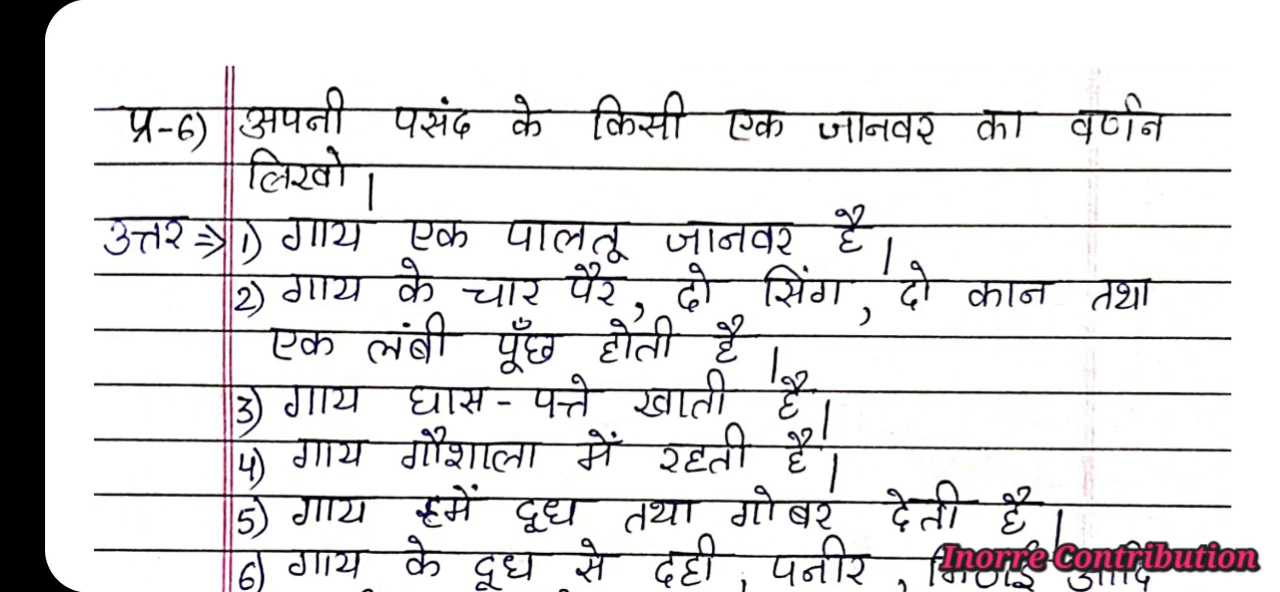 प्र-6) अपनी पसंद के किसी एक जानवर का वर्णन
लिखो।
उत्तर ⇒ 1) गाय एक पालतू जानवर है।
2) गाय के चार पैर, दो सिंग, दो कान तथा
एक लंबी पूँछ होती है।
3) गाय घास - पत्ते खाती है।
4) गाय गौशाला में रहती है।
5) गाय हमें दूध तथा गोबर देती है।
6) गाय के दूध से दही, पनीर, मिठाई आदि
Inorre Contribution